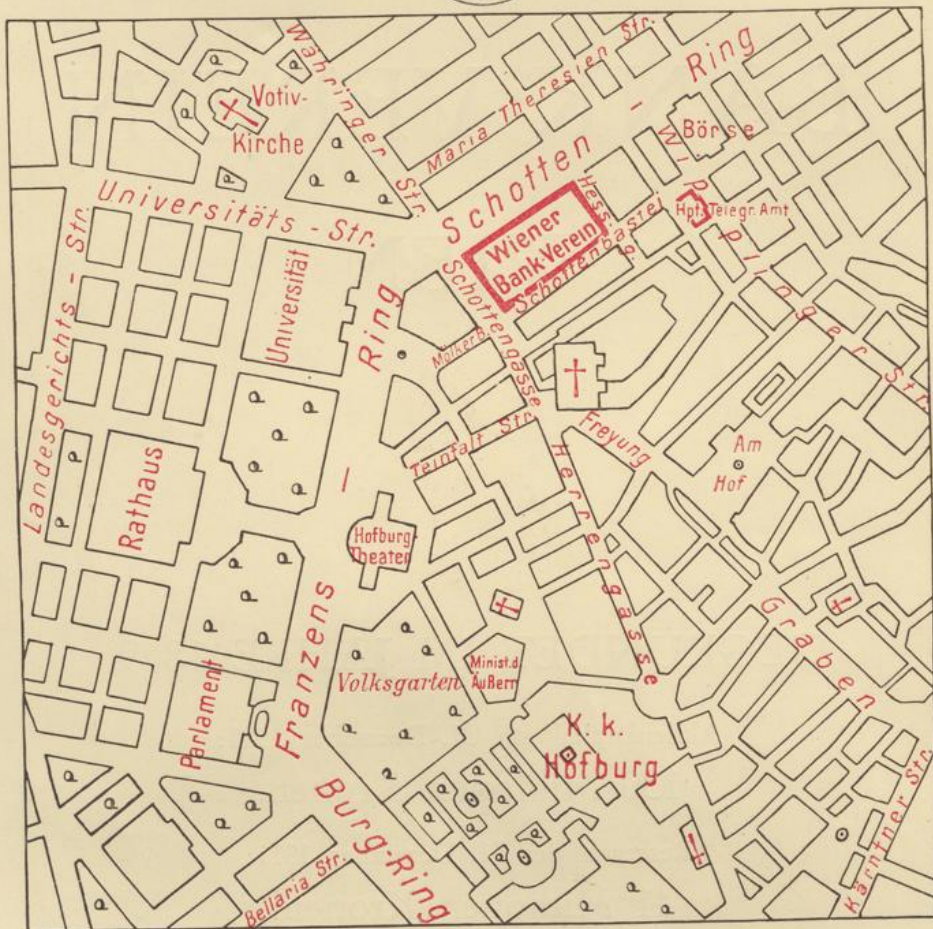 Währinger Str.
Maria Theresien Str.
Schotten - Ring
Votiv-
Kirche
Börse
Wipplinger Str.
Hpt. Telegr. Amt
Universitäts - Str.
Landesgerichts - Str.
Hess. g.
Wiener
Bank-Verein
Schottenbastei
Schottengasse
Universität
Franzens - Ring
Mölker B.
Teinfalt Str.
Freyung
Am
Hof
Rathaus
Herrengasse
Hofburg
Theater
Graben
Parlament
Volksgarten
Minist. d.
Äußern
K. k.
Hofburg
Burg-Ring
Bellaria Str.
Kärntner Str.